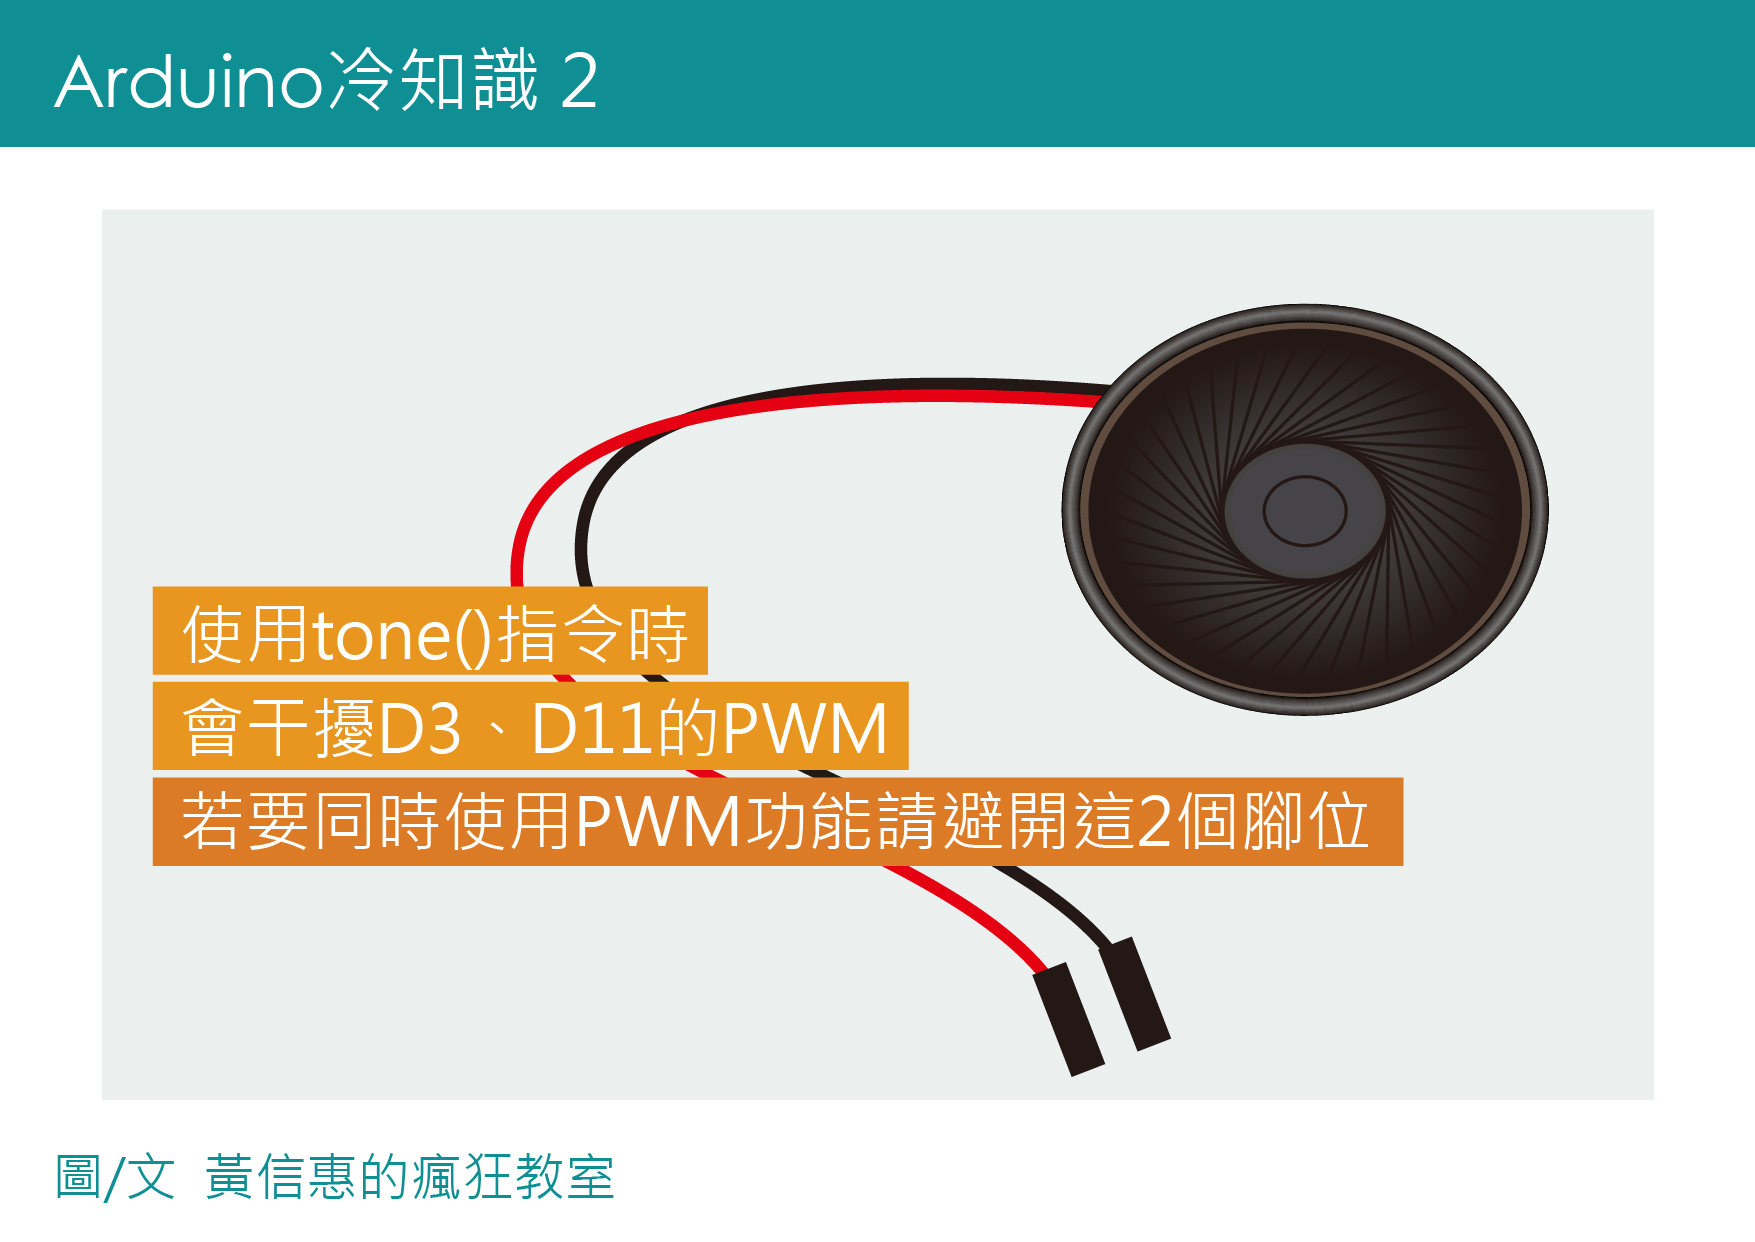 Arduino冷知識 2
使用tone()指令時
會干擾D3、D11的PWM
若要同時使用PWM功能請避開這2個腳位
圖/文 黃信惠的瘋狂教室